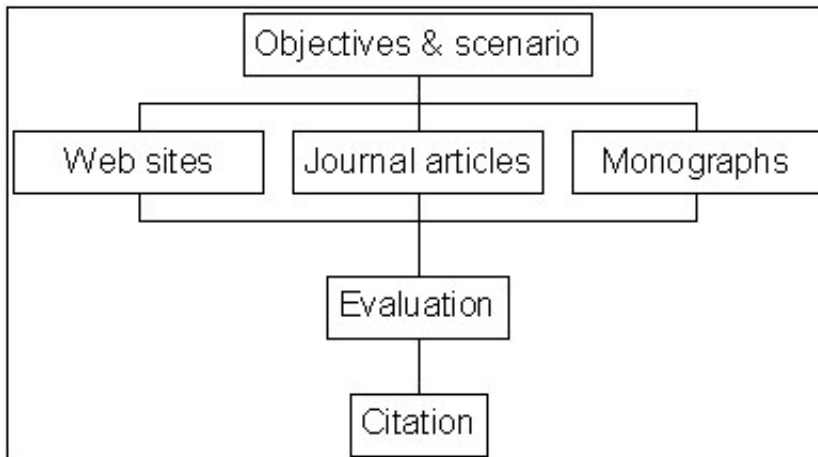 Objectives & scenario
Web sites
Journal articles
Monographs
Evaluation
Citation